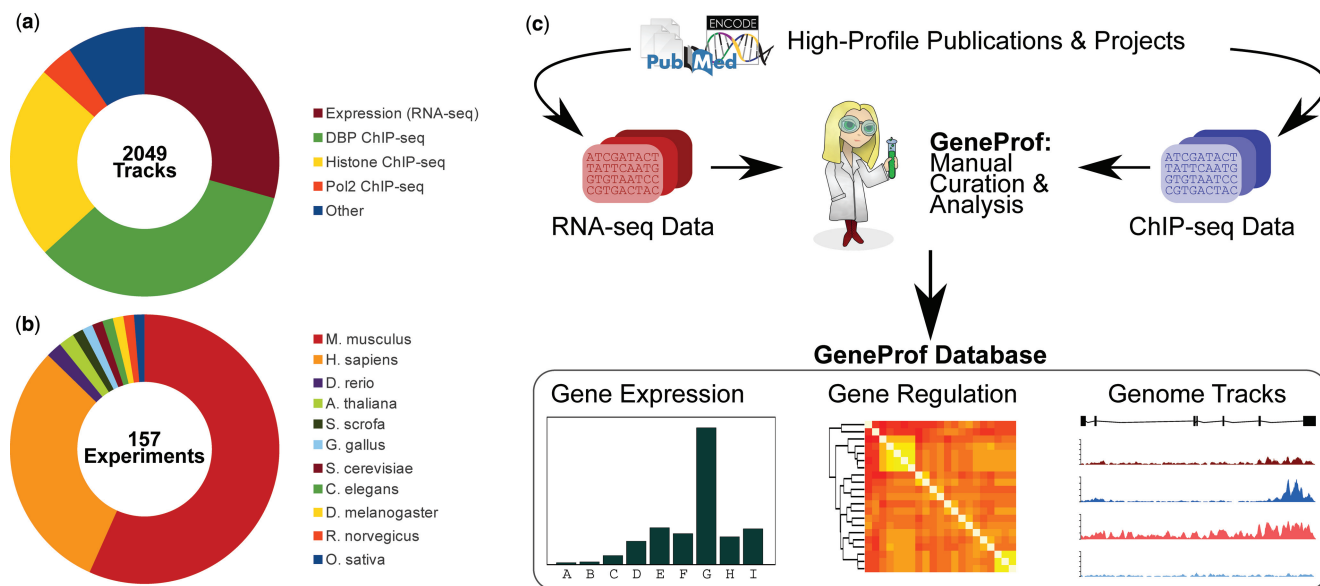 (a)
2049
Tracks
Expression (RNA-seq)
DBP ChIP-seq
Histone ChIP-seq
Pol2 ChIP-seq
Other
(b)
157
Experiments
M. musculus
H. sapiens
D. rerio
A. thaliana
S. scrofa
G. gallus
S. cerevisiae
C. elegans
D. melanogaster
R. norvegicus
O. sativa
(c)
ENCODE
PubMed
High-Profile Publications & Projects
ATCGATACT
TATTCAATG
GTGTAATCC
CGTGACTAC
RNA-seq Data
GeneProf:
Manual
Curation &
Analysis
ATCGATACT
TATTCAATG
GTGTAATCC
CGTGACTAC
ChIP-seq Data
GeneProf Database
Gene Expression
A B C D E F G H I
Gene Regulation
Genome Tracks